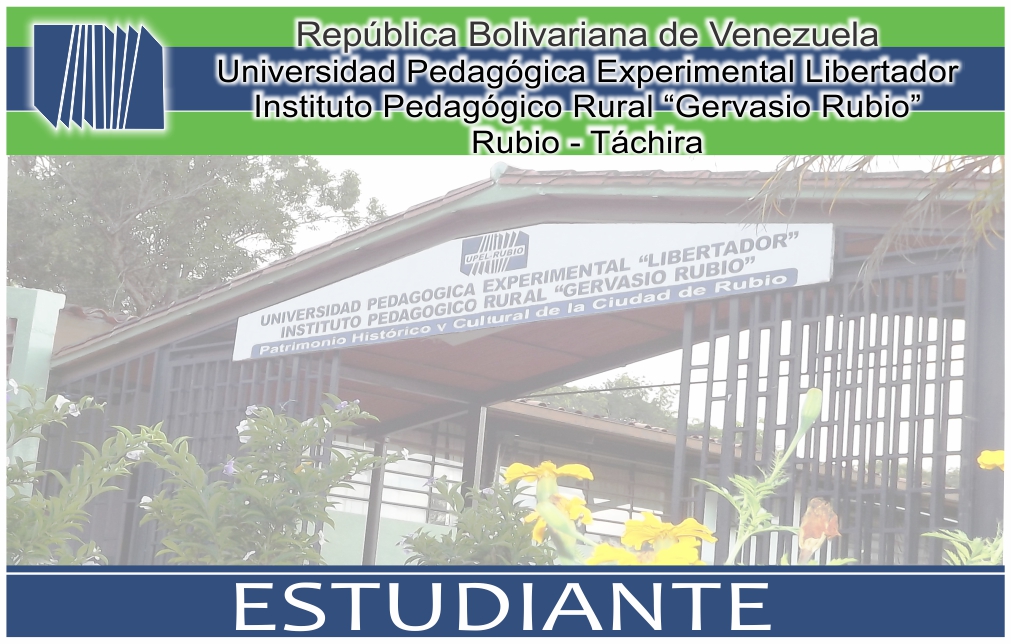 República Bolivariana de Venezuela
Universidad Pedagógica Experimental Libertador
Instituto Pedagógico Rural “Gervasio Rubio”
Rubio - Táchira
UPEL-RUBIO
UNIVERSIDAD PEDAGOGICA EXPERIMENTAL “LIBERTADOR”
INSTITUTO PEDAGOGICO RURAL “GERVASIO RUBIO”
Patrimonio Histórico y Cultural de la Ciudad de Rubio
ESTUDIANTE